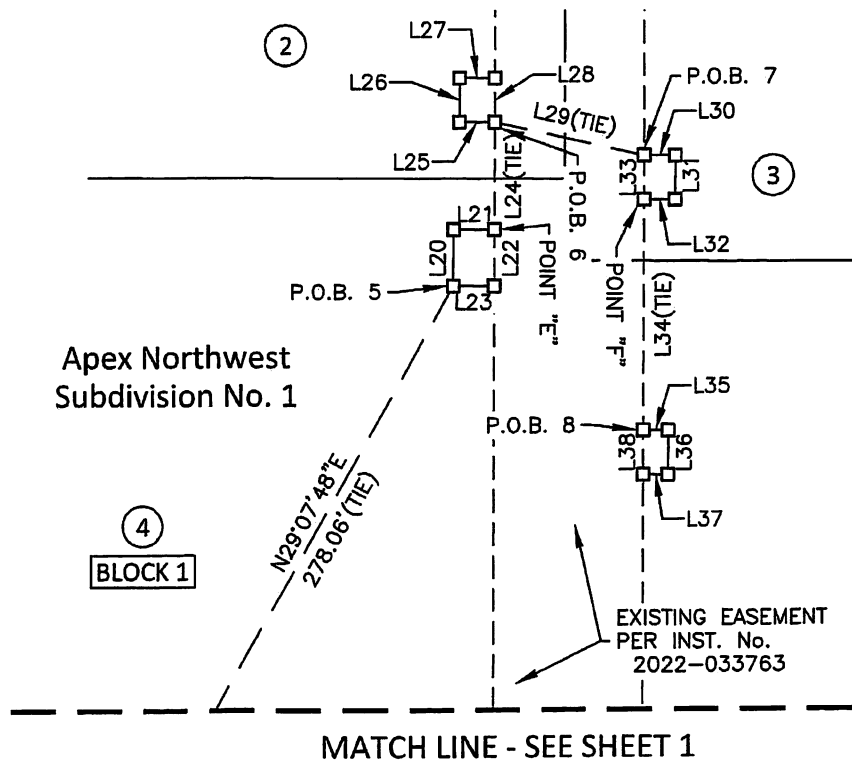 2
L27
L26
L28
L25
L29(TIE)
P.O.B. 7
L30
L33
L31
3
L32
L24(TIE)
P.O.B. 6
L21
L20
L22
L23
P.O.B. 5
POINT "E"
POINT "F"
L34(TIE)
Apex Northwest
Subdivision No. 1
L35
P.O.B. 8
L38
L36
L37
N29°07'48"E
278.06'(TIE)
4
BLOCK 1
EXISTING EASEMENT
PER INST. No.
2022-033763
MATCH LINE - SEE SHEET 1